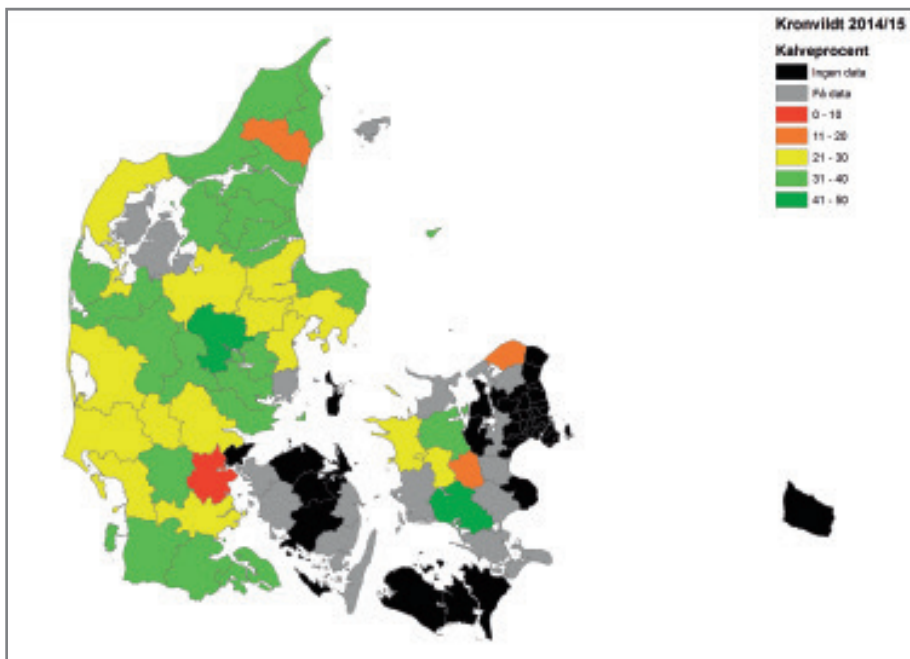 Kronvildt 2014/15
Kalveprocent
Ingen data
Få data
0 - 10
11 - 20
21 - 30
31 - 40
41 - 50